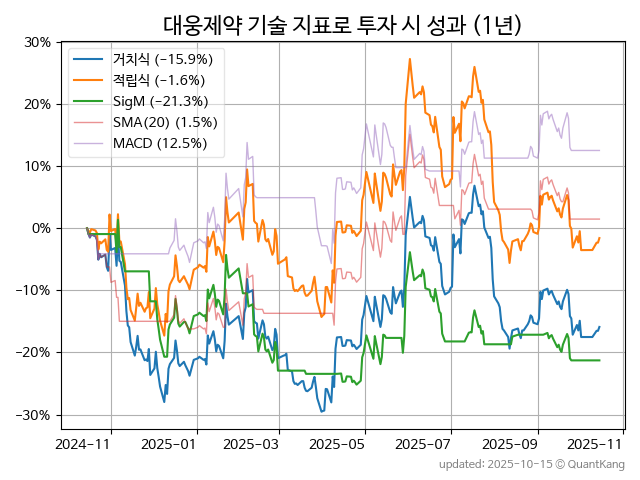 대웅제약 기술 지표로 투자 시 성과 (1년)
30%
20%
10%
0%
−10%
−20%
−30%
거치식 (−15.9%)
적립식 (−1.6%)
SigM (−21.3%)
SMA(20) (1.5%)
MACD (12.5%)
2024-11
2025-01
2025-03
2025-05
2025-07
2025-09
2025-11
updated: 2025-10-15 © QuantKang